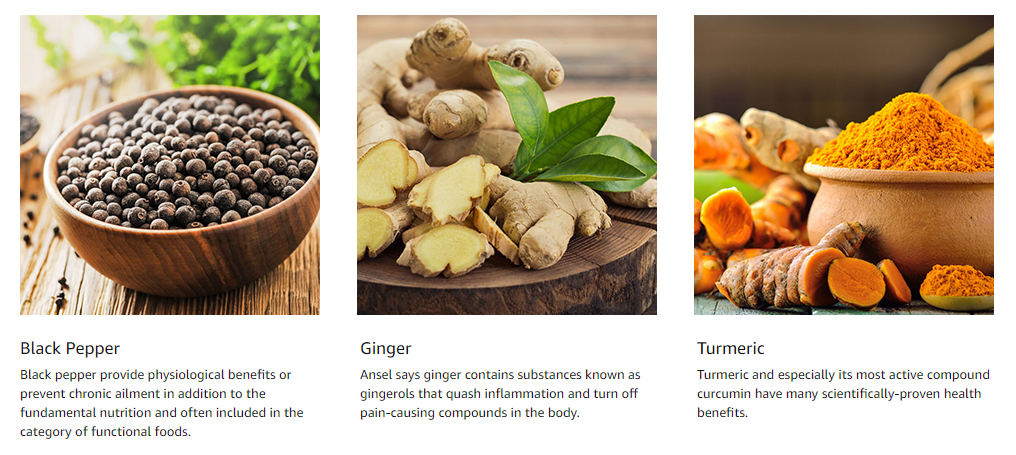 Black Pepper
Black pepper provide physiological benefits or
prevent chronic ailment in addition to the
fundamental nutrition and often included in the
category of functional foods.
Ginger
Ansel says ginger contains substances known as
gingerols that quash inflammation and turn off
pain-causing compounds in the body.
Turmeric
Turmeric and especially its most active compound
curcumin have many scientifically-proven health
benefits.